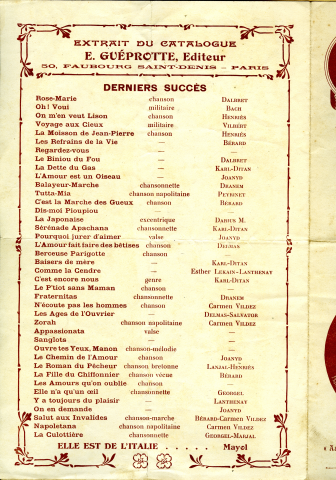 EXTRAIT DU CATALOGUE
E. GUÉPROTTE, Editeur
50, FAUBOURG SAINT-DENIS - PARIS
DERNIERS SUCCÈS
Rose-Marie chanson DALBRET
Oh! Voui militaire BACH
On m'en veut Lison chanson HENRIÈS
Voyage aux Cieux militaire VILBERT
La Moisson de Jean-Pierre chanson HENRIÈS
Les Refrains de la Vie — BÉRARD
Regardez-vous — —
Le Biniou du Fou — DALBRET
La Dette du Gas — KARL-DITAN
L'Amour est un Oiseau — JOANYD
Balayeur-Marche chansonnette DRANEM
Tutta-Mia chanson napolitaine PEYRNET
C'est la Marche des Gueux chanson BÉRARD
Dis-moi Pioupiou — —
La Japonaise excentrique DARIUS M.
Sérénade Apachana chansonnette KARL-DITAN
Pourquoi jurer d'aimer valse JOANYD
L'Amour fait faire des bêtises chanson DELMAS
Berceuse Parigotte chanson —
Baisers de mère — KARL-DITAN
Comme la Cendre — Esther LEKAIN-LANTHENAY
C'est encore nous genre KARL-DITAN
Le P'tiot sans Maman chanson —
Fraternitas chansonnette DRANEM
N'écoute pas les hommes chanson Carmen VILDEZ
Les Ages de l'Ouvrier — DELMAS-SALVATOR
Zorah chanson napolitaine Carmen VILDEZ
Appassionata valse —
Sanglots — —
Ouvre tes Yeux, Manon chanson-mélodie —
Le Chemin de l'Amour chanson JOANYD
Le Roman du Pêcheur chanson bretonne LANJAL-HENRIÈS
La Fille du Chiffonnier chanson vécue BÉRARD
Les Amours qu'on oublie chanson —
Elle n'a qu'un œil chansonnette GEORGEL
Y a toujours du plaisir — LANTHENAY
On en demande — JOANYD
Salut aux Invalides chanson-marche BÉRARD-CARMEN VILDEZ
Napoletana chanson napolitaine Carmen VILDEZ
La Culottière chansonnette GEORGEL-MARJAL
ELLE EST DE L'ITALIE . . . . . Mayol